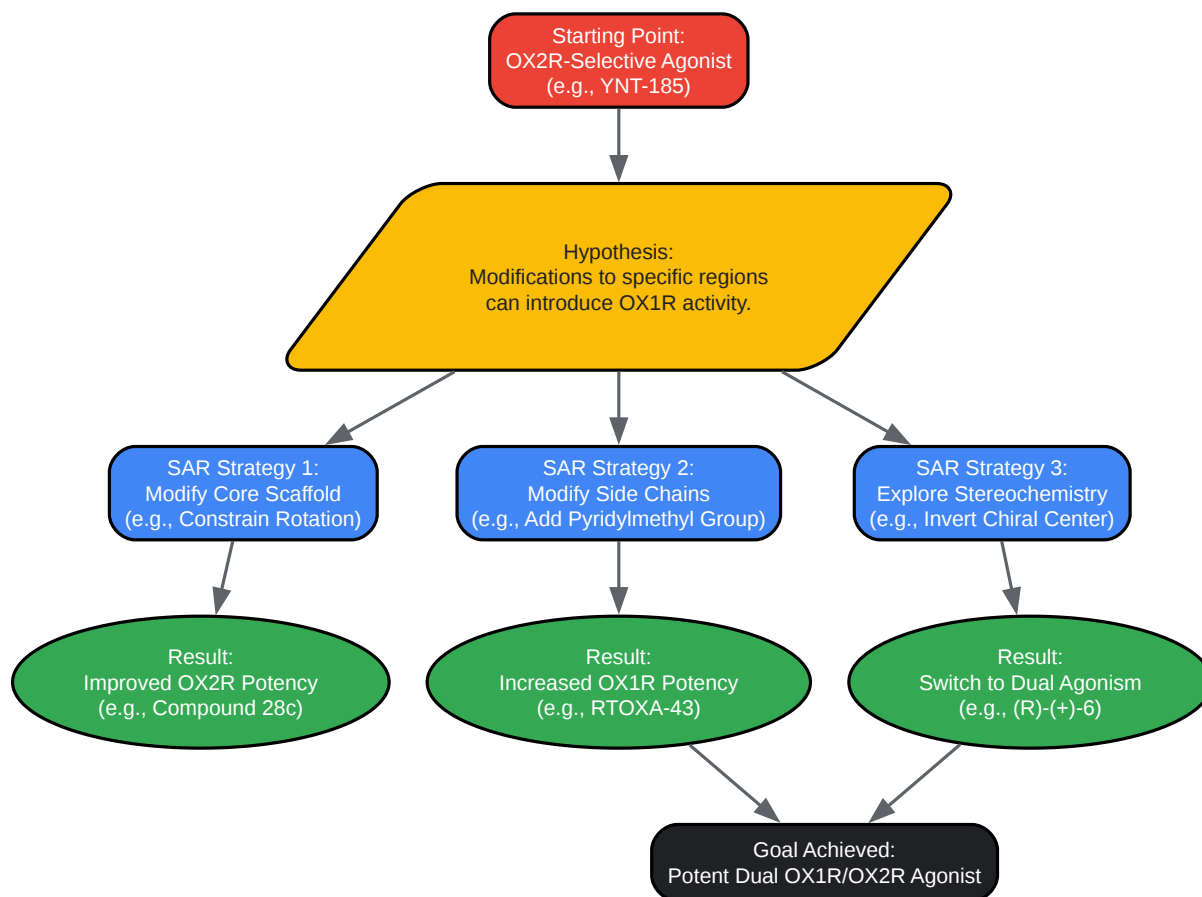 Starting Point:
OX2R-Selective Agonist
(e.g., YNT-185)
Hypothesis:
Modifications to specific regions
can introduce OX1R activity.
SAR Strategy 1:
Modify Core Scaffold
(e.g., Constrain Rotation)
SAR Strategy 2:
Modify Side Chains
(e.g., Add Pyridylmethyl Group)
SAR Strategy 3:
Explore Stereochemistry
(e.g., Invert Chiral Center)
Result:
Improved OX2R Potency
(e.g., Compound 28c)
Result:
Increased OX1R Potency
(e.g., RTOXA-43)
Result:
Switch to Dual Agonism
(e.g., (R)-(+)-6)
Goal Achieved:
Potent Dual OX1R/OX2R Agonist